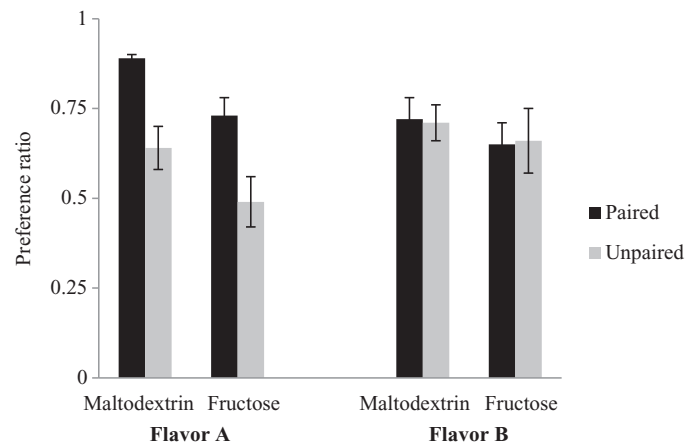 1
0.75
0.5
0.25
0
Preference ratio
Maltodextrin Fructose Maltodextrin Fructose
Flavor A Flavor B
Paired
Unpaired